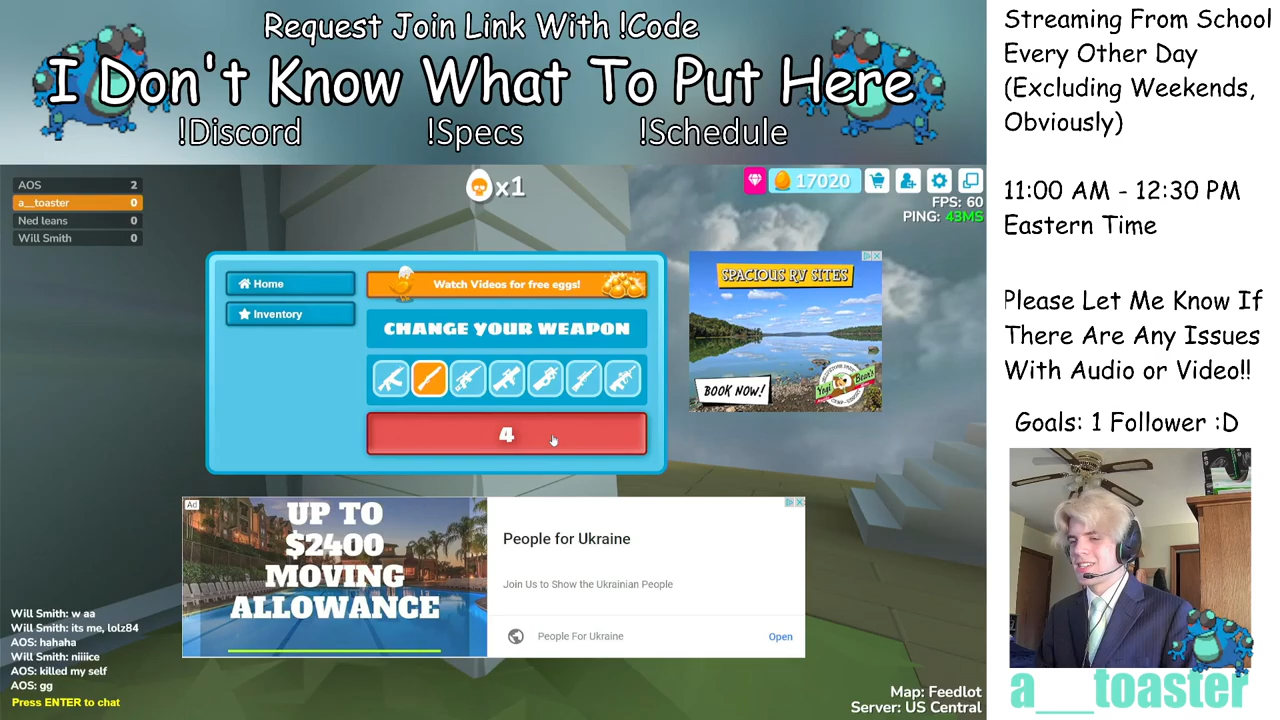 Request Join Link With !Code
I Don't Know What To Put Here
!Discord !Specs !Schedule
Streaming From School
Every Other Day
(Excluding Weekends,
Obviously)
11:00 AM - 12:30 PM
Eastern Time
Please Let Me Know If
There Are Any Issues
With Audio or Video!!
Goals: 1 Follower :D
a__toaster
AOS 2
a__toaster 0
Ned leans 0
Will Smith 0
x1
17020
FPS: 60
PING: 43MS
Home
Inventory
Watch Videos for free eggs!
CHANGE YOUR WEAPON
4
SPACIOUS RV SITES
BOOK NOW!
Yogi Bear's
Ad
UP TO
$2400
MOVING
ALLOWANCE
People for Ukraine
Join Us to Show the Ukrainian People
People For Ukraine
Open
Will Smith: w aa
Will Smith: its me, lolz84
AOS: hahaha
Will Smith: niiiice
AOS: killed my self
AOS: gg
Press ENTER to chat
Map: Feedlot
Server: US Central